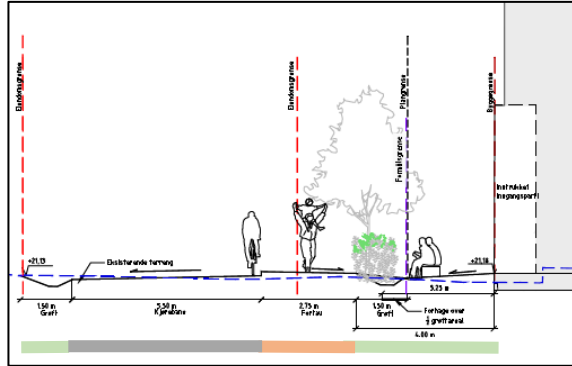 Eiendomsgrense
Eiendomsgrense
Plangrense
Formålsgrense
Byggegrense
Inntrukket
inngangsparti
+21,13
Eksisterende terreng
+21,18
5.25 m
1,50 m
Grøft
5,50 m
Kjørebane
2,75 m
Fortau
1,50 m
Grøft
Fortage over
grøfteareal
4.00 m